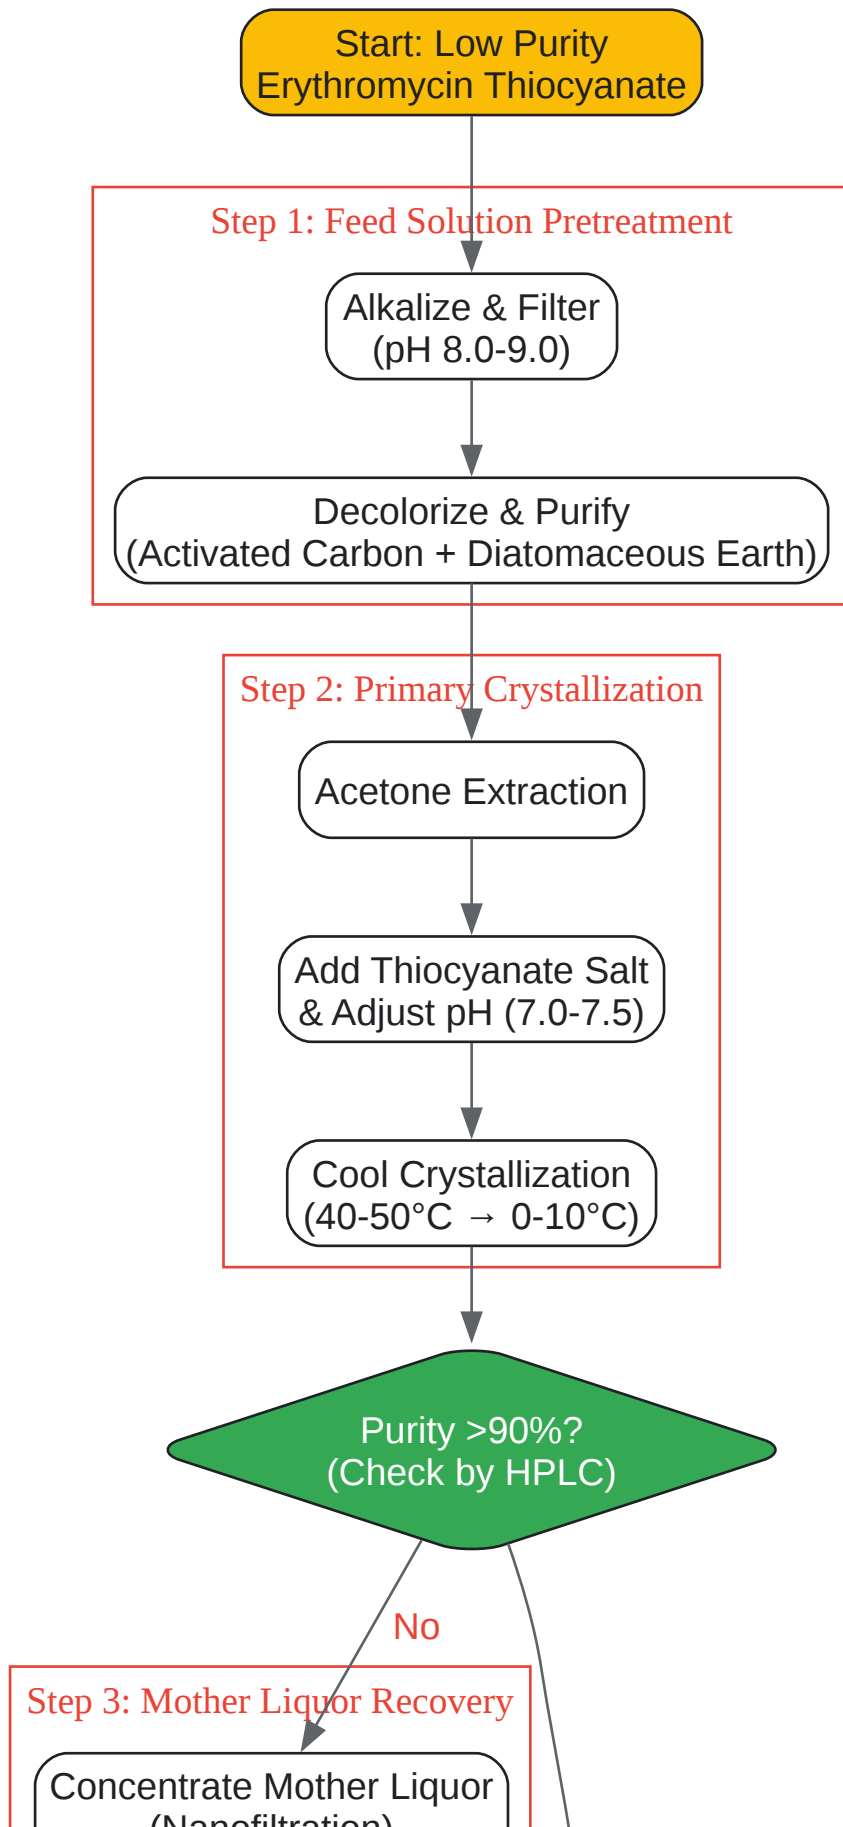 Start: Low Purity
Erythromycin Thiocyanate
Step 1: Feed Solution Pretreatment
Alkalize & Filter
(pH 8.0-9.0)
Decolorize & Purify
(Activated Carbon + Diatomaceous Earth)
Step 2: Primary Crystallization
Acetone Extraction
Add Thiocyanate Salt
& Adjust pH (7.0-7.5)
Cool Crystallization
(40-50°C → 0-10°C)
Purity >90%?
(Check by HPLC)
No
Step 3: Mother Liquor Recovery
Concentrate Mother Liquor
(Nanofiltration)